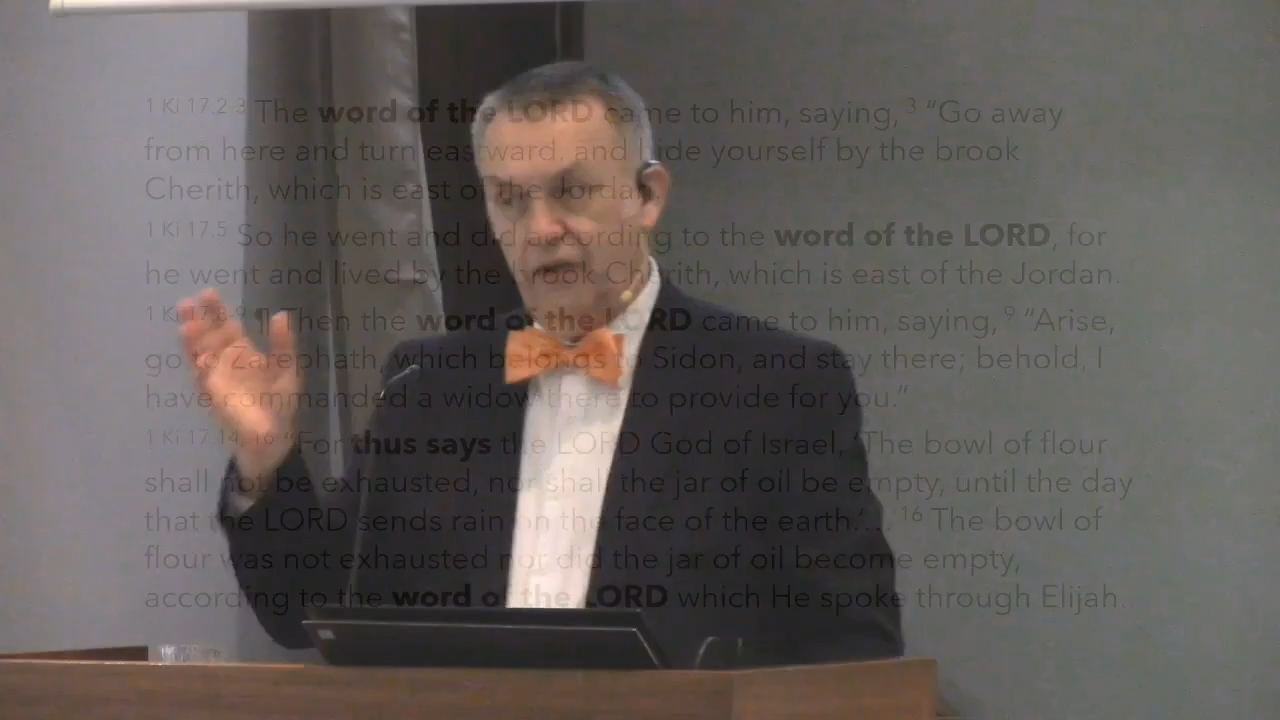 1 Ki 17.2-3 The word of the LORD came to him, saying, 3 “Go away
from here and turn eastward, and hide yourself by the brook
Cherith, which is east of the Jordan.
1 Ki 17.5 So he went and did according to the word of the LORD, for
he went and lived by the brook Cherith, which is east of the Jordan.
1 Ki 17.8-9 ¶ Then the word of the LORD came to him, saying, 9 “Arise,
go to Zarephath, which belongs to Sidon, and stay there; behold, I
have commanded a widow there to provide for you.”
1 Ki 17.14, 16 “For thus says the LORD God of Israel, ‘The bowl of flour
shall not be exhausted, nor shall the jar of oil be empty, until the day
that the LORD sends rain on the face of the earth.’... 16 The bowl of
flour was not exhausted nor did the jar of oil become empty,
according to the word of the LORD which He spoke through Elijah.